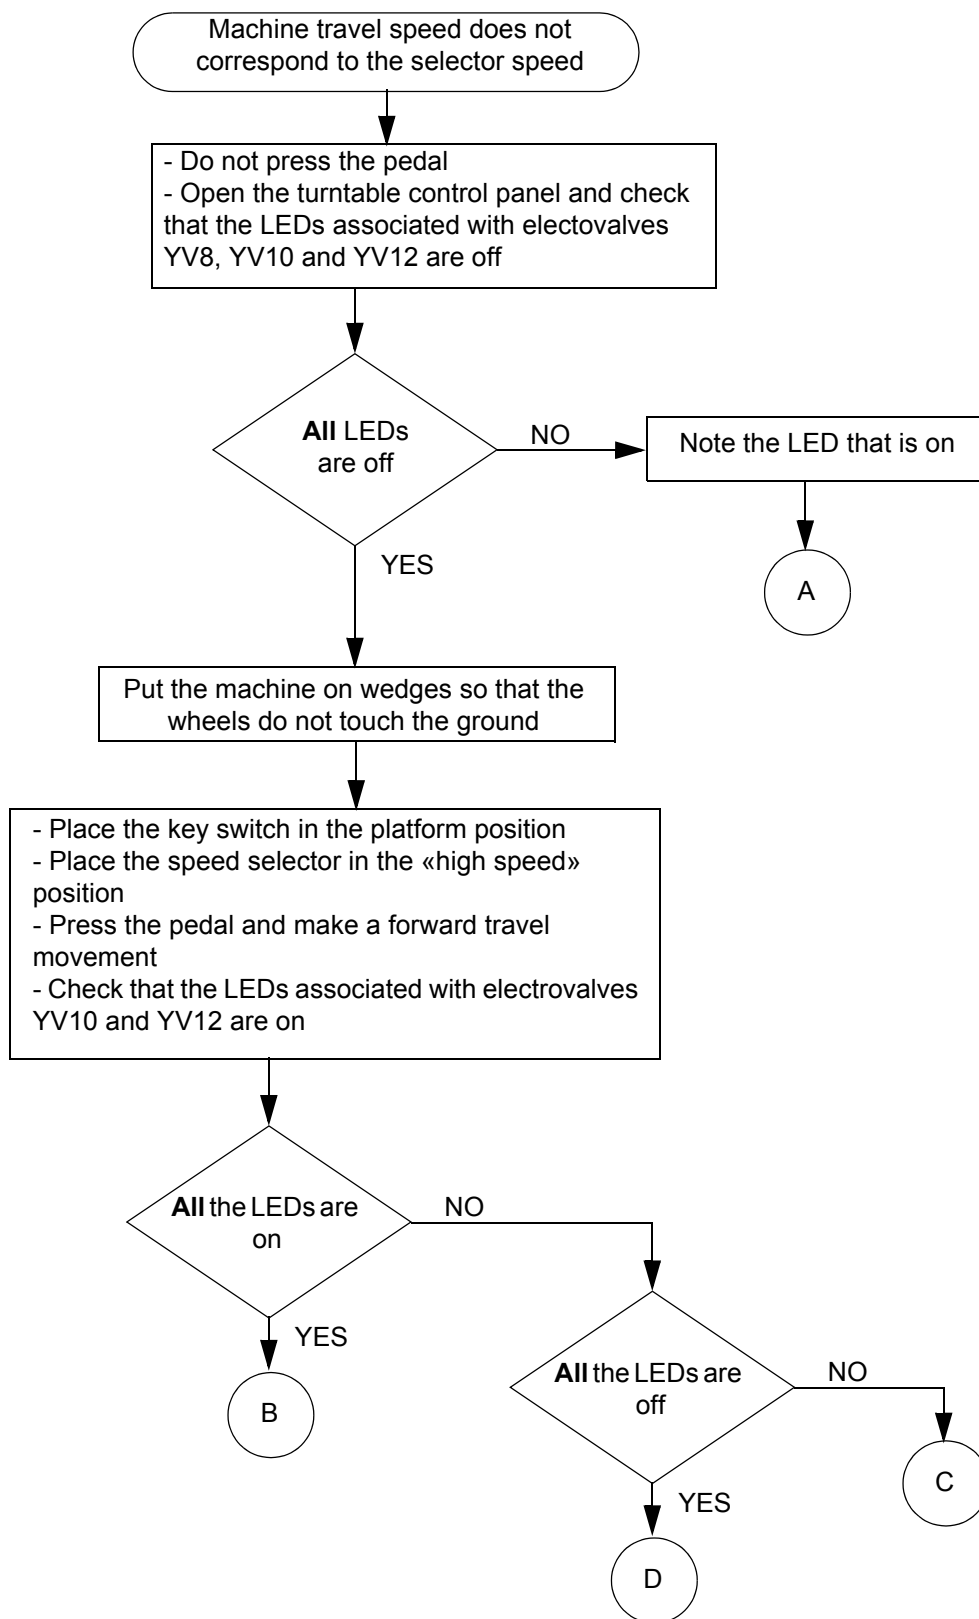 Machine travel speed does not
correspond to the selector speed
- Do not press the pedal
- Open the turntable control panel and check
that the LEDs associated with electovalves
YV8, YV10 and YV12 are off
All LEDs
are off
NO
Note the LED that is on
YES
A
Put the machine on wedges so that the
wheels do not touch the ground
- Place the key switch in the platform position
- Place the speed selector in the «high speed»
position
- Press the pedal and make a forward travel
movement
- Check that the LEDs associated with electrovalves
YV10 and YV12 are on
All the LEDs are
on
NO
YES
B
All the LEDs are
off
NO
C
YES
D